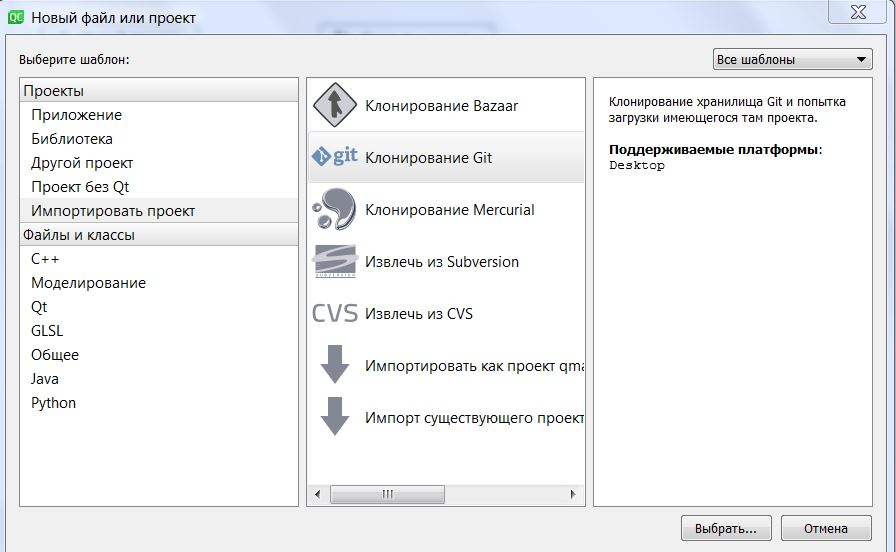 QC Новый файл или проект
Выберите шаблон:
Все шаблоны
Проекты
Приложение
Библиотека
Другой проект
Проект без Qt
Импортировать проект
Файлы и классы
C++
Моделирование
Qt
GLSL
Общее
Java
Python
Клонирование Bazaar
git Клонирование Git
Клонирование Mercurial
SUBVERSION Извлечь из Subversion
CVS Извлечь из CVS
Импортировать как проект qma
Импорт существующего проект
Клонирование хранилища Git и попытка
загрузки имеющегося там проекта.
Поддерживаемые платформы:
Desktop
Выбрать...
Отмена